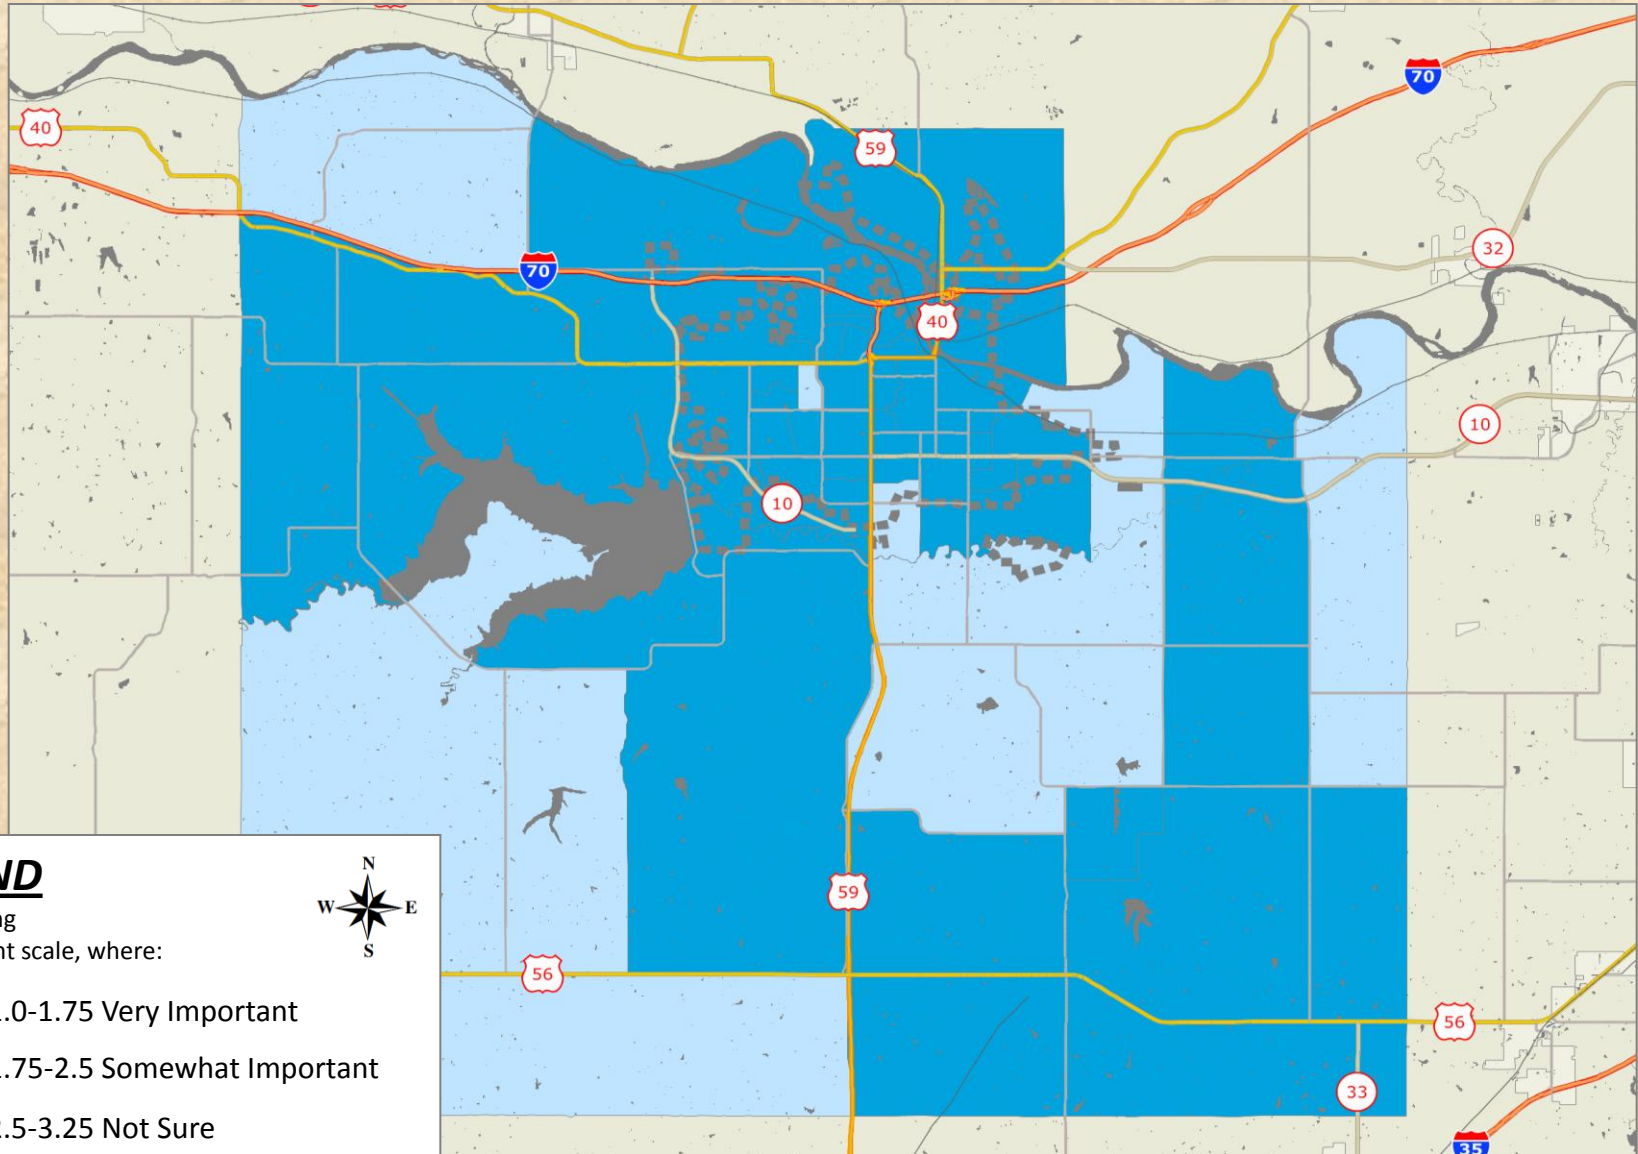 70
40
59
32
70
40
10
10
59
56
56
33
35
ND
N
W E
S
nt scale, where:
.0-1.75 Very Important
.75-2.5 Somewhat Important
.5-3.25 Not Sure